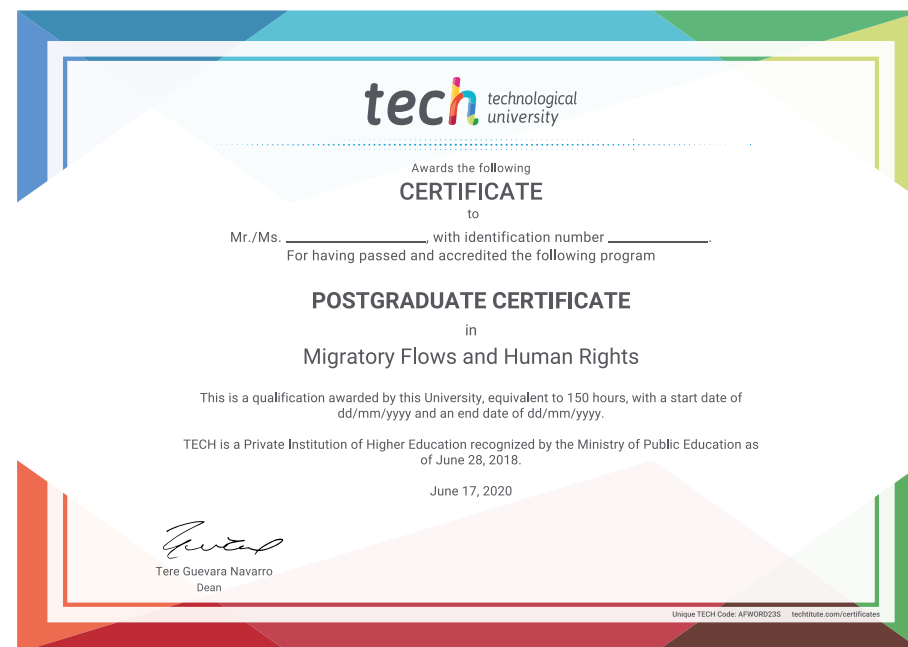 tech technological
university
Awards the following
CERTIFICATE
to
Mr./Ms. ____________, with identification number ____________.
For having passed and accredited the following program
POSTGRADUATE CERTIFICATE
in
Migratory Flows and Human Rights
This is a qualification awarded by this University, equivalent to 150 hours, with a start date of
dd/mm/yyyy and an end date of dd/mm/yyyy.
TECH is a Private Institution of Higher Education recognized by the Ministry of Public Education as
of June 28, 2018.
June 17, 2020
Tere Guevara Navarro
Dean
Unique TECH Code: AFWORD23S techtitute.com/certificates